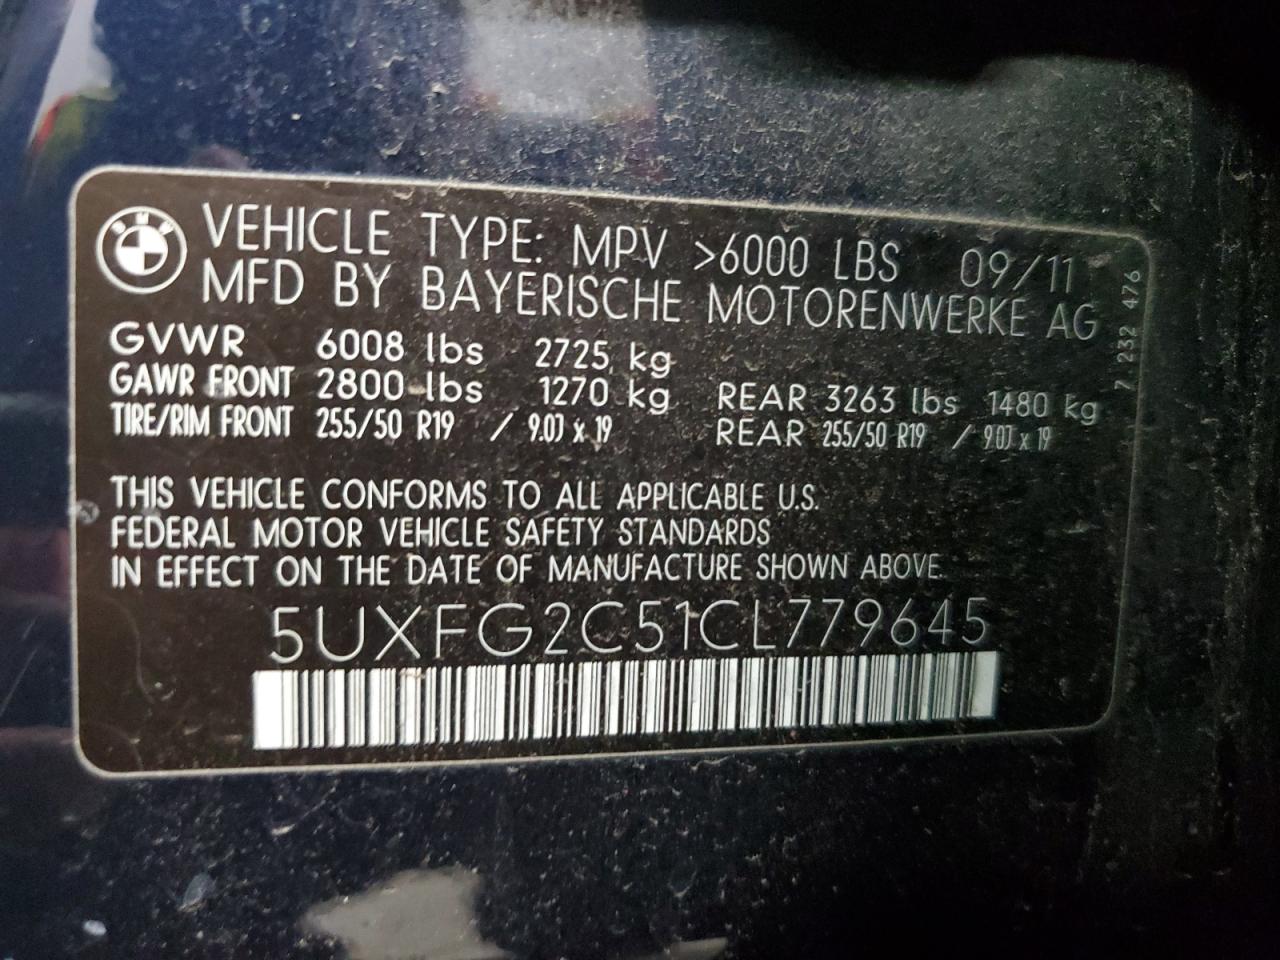 VEHICLE TYPE: MPV >6000 LBS 09/11
MFD BY BAYERISCHE MOTORENWERKE AG
GVWR 6008 lbs 2725 kg
GAWR FRONT 2800 lbs 1270 kg REAR 3263 lbs 1480 kg
TIRE/RIM FRONT 255/50 R19 / 9.0J x 19 REAR 255/50 R19 / 9.0J x 19
THIS VEHICLE CONFORMS TO ALL APPLICABLE U.S.
FEDERAL MOTOR VEHICLE SAFETY STANDARDS
IN EFFECT ON THE DATE OF MANUFACTURE SHOWN ABOVE.
5UXFG2C51CL779645
7 232 476